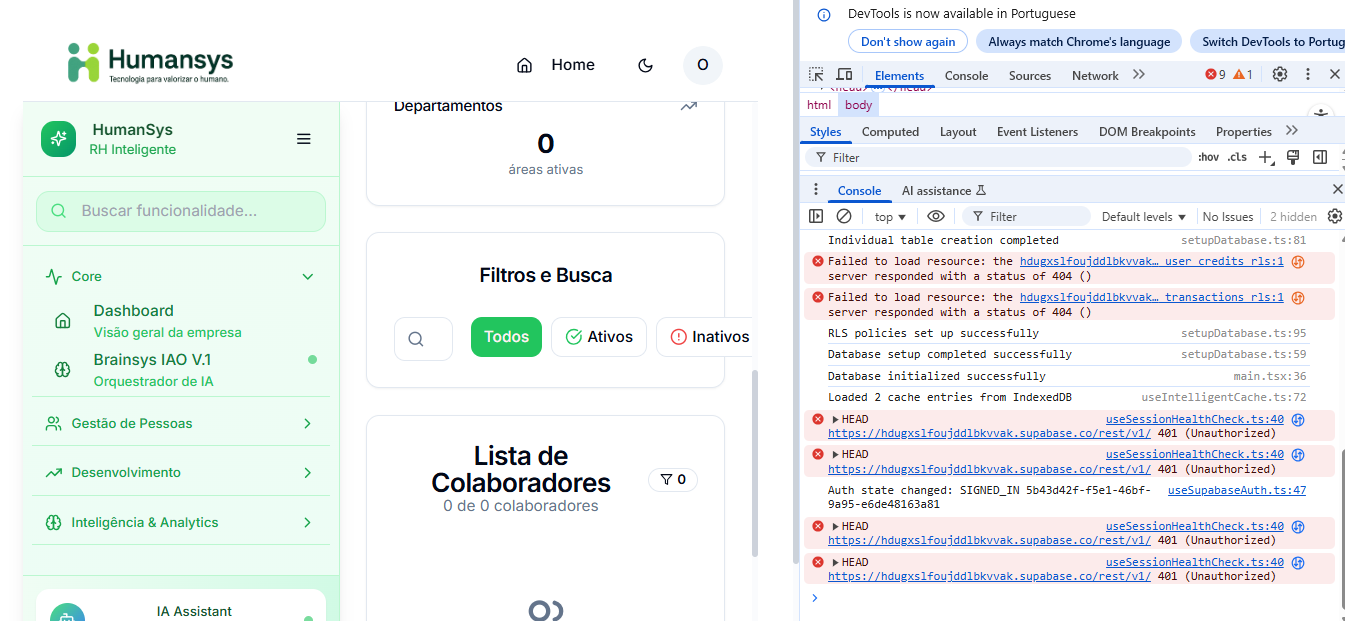 Humansys
Tecnologia para valorizar o humano.
Home
O
HumanSys
RH Inteligente
Buscar funcionalidade...
Core
Dashboard
Visão geral da empresa
Brainsys IAO V.1
Orquestrador de IA
Gestão de Pessoas
Desenvolvimento
Inteligência & Analytics
IA Assistant
Departamentos
0
áreas ativas
Filtros e Busca
Todos
Ativos
Inativos
Lista de
Colaboradores
0 de 0 colaboradores
0
DevTools is now available in Portuguese
Don't show again
Always match Chrome's language
Switch DevTools to Portug
Elements
Console
Sources
Network
9
1
html
body
Styles
Computed
Layout
Event Listeners
DOM Breakpoints
Properties
Filter
:hov
.cls
Console
AI assistance
top
Filter
Default levels
No Issues
2 hidden
Individual table creation completed setupDatabase.ts:81
Failed to load resource: the hdugxslfoujddlbkvvak… user_credits_rls:1
server responded with a status of 404 ()
Failed to load resource: the hdugxslfoujddlbkvvak… transactions_rls:1
server responded with a status of 404 ()
RLS policies set up successfully setupDatabase.ts:95
Database setup completed successfully setupDatabase.ts:59
Database initialized successfully main.tsx:36
Loaded 2 cache entries from IndexedDB useIntelligentCache.ts:72
HEAD useSessionHealthCheck.ts:40
https://hdugxslfoujddlbkvvak.supabase.co/rest/v1/ 401 (Unauthorized)
HEAD useSessionHealthCheck.ts:40
https://hdugxslfoujddlbkvvak.supabase.co/rest/v1/ 401 (Unauthorized)
Auth state changed: SIGNED_IN 5b43d42f-f5e1-46bf- useSupabaseAuth.ts:47
9a95-e6de48163a81
HEAD useSessionHealthCheck.ts:40
https://hdugxslfoujddlbkvvak.supabase.co/rest/v1/ 401 (Unauthorized)
HEAD useSessionHealthCheck.ts:40
https://hdugxslfoujddlbkvvak.supabase.co/rest/v1/ 401 (Unauthorized)